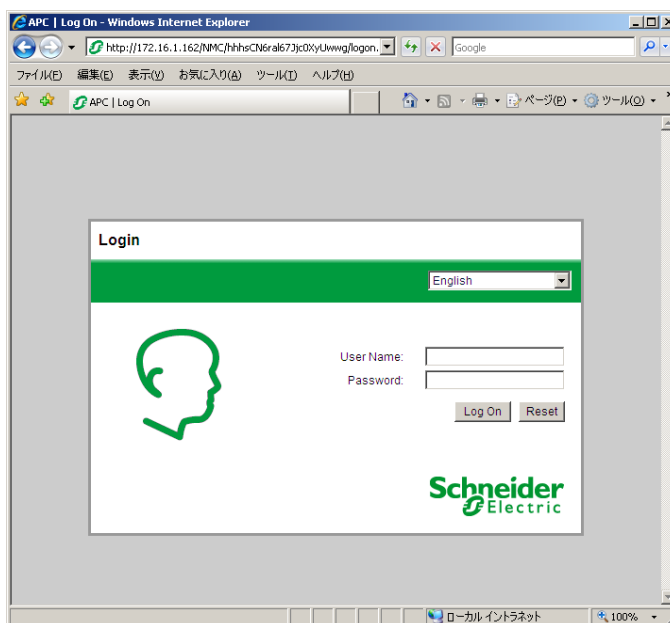 APC | Log On - Windows Internet Explorer
http://172.16.1.162/NMC/hhhsCN6ral67Jjc0XyUwwg/logon.
Google
ファイル(F) 編集(E) 表示(V) お気に入り(A) ツール(T) ヘルプ(H)
APC | Log On
ページ(P)
ツール(O)
Login
English
User Name:
Password:
Log On Reset
Schneider
Electric
ローカル イントラネット
100%